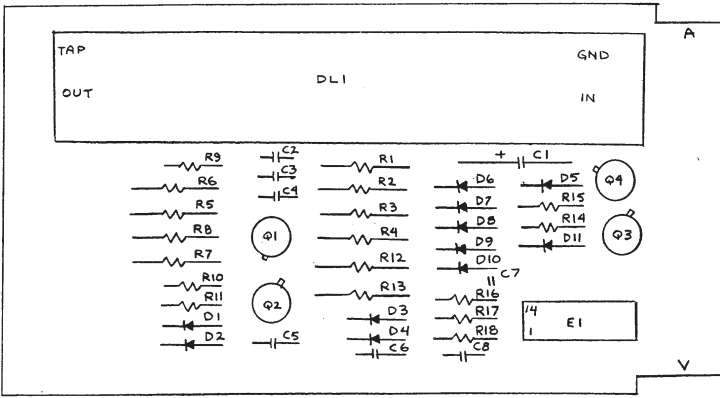 A
TAP
GND
DL1
OUT
IN
R9
C2
R1
+
C1
R6
C3
R2
D6
D5
Q4
R5
C4
R3
D7
R15
R8
Q1
R4
D8
R14
Q3
R7
R12
D9
D11
D10
R10
R13
C7
R11
Q2
R16
D1
D3
R17
14
1
E1
D2
C5
D4
R18
C6
C8
V